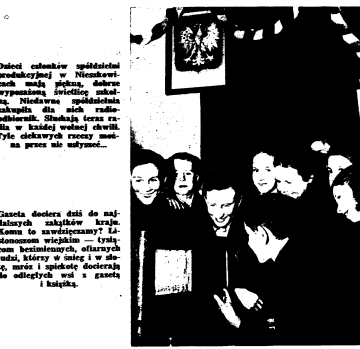 Dzieci członków spółdzielni
produkcyjnej w Nieszkowi-
cach mają piękną, dobrze
wyposażoną świetlicę szkol-
ną. Niedawno spółdzielnia
zakupiła dla nich radio-
odbiornik. Słuchają teraz ra-
dia w każdej wolnej chwili.
Tyle ciekawych rzeczy moż-
na przez nie usłyszeć...
Gazeta dociera dziś do naj-
dalszych zakątków kraju.
Komu to zawdzięczamy? Li-
stonoszom wiejskim — tysią-
com bezimiennych, ofiarnych
ludzi, którzy w śnieg i w sło-
tę, mróz i spiekotę docierają
do odległych wsi z gazetą
i książką.